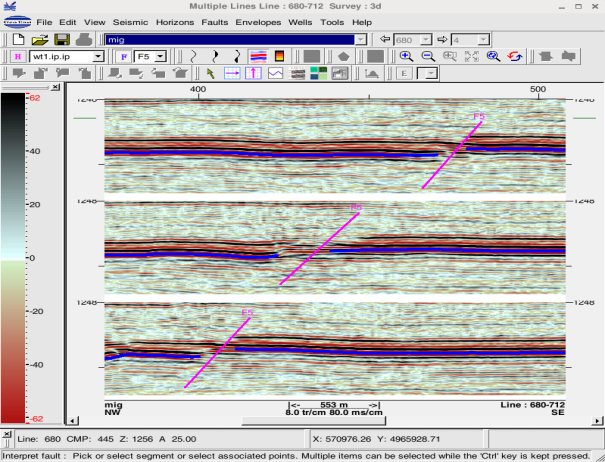 Multiple Lines Line : 680-712 Survey : 3d
File Edit View Seismic Horizons Faults Envelopes Wells Tools Help
mig 680 4
H wt1.ip.ip F F5
E
400 500
-62
-40
-20
-0
-20
-40
-62
1248 1248
F5
1248 1248
F5
1248 1248
F5
mig |<- 553 m ->| Line : 680-712
NW 8.0 tr/cm 80.0 ms/cm SE
Line: 680 CMP: 445 Z: 1256 A 25.00 X: 570976.26 Y: 4965928.71
Interpret fault : Pick or select segment or select associated points. Multiple items can be selected while the 'Ctrl' key is kept pressed.